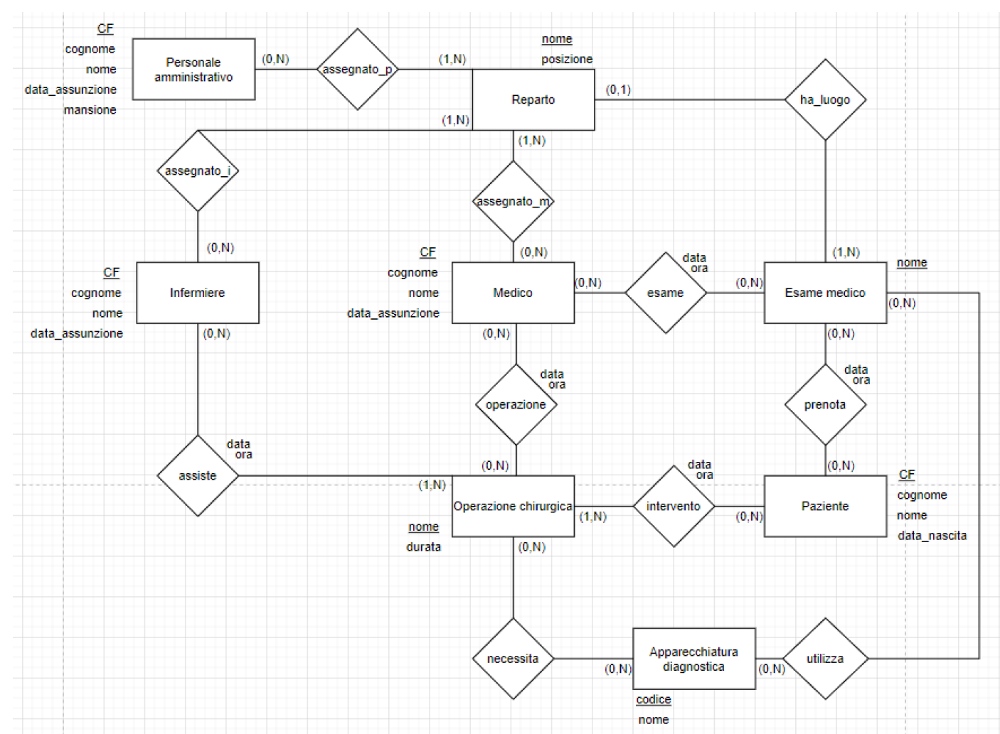 CF
cognome
nome
data_assunzione
mansione
Personale
amministrativo
(0,N)
assegnato_p
(1,N)
nome
posizione
Reparto
(0,1)
ha_luogo
(1,N)
(1,N)
assegnato_i
assegnato_m
(0,N)
(0,N)
(1,N)
CF
cognome
nome
data_assunzione
Infermiere
(0,N)
CF
cognome
nome
data_assunzione
Medico
(0,N)
(0,N)
data
ora
esame
(0,N)
Esame medico
nome
(0,N)
(0,N)
data
ora
operazione
data
ora
prenota
data
ora
assiste
(1,N)
(0,N)
Operazione chirurgica
nome
durata
(1,N)
(0,N)
data
ora
intervento
(0,N)
(0,N)
Paziente
CF
cognome
nome
data_nascita
necessita
(0,N)
Apparecchiatura
diagnostica
(0,N)
utilizza
codice
nome